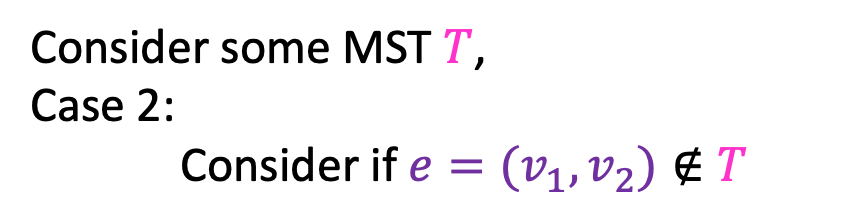 Consider some MST T,
Case 2:
Consider if e = (v₁, v₂) ∉ T